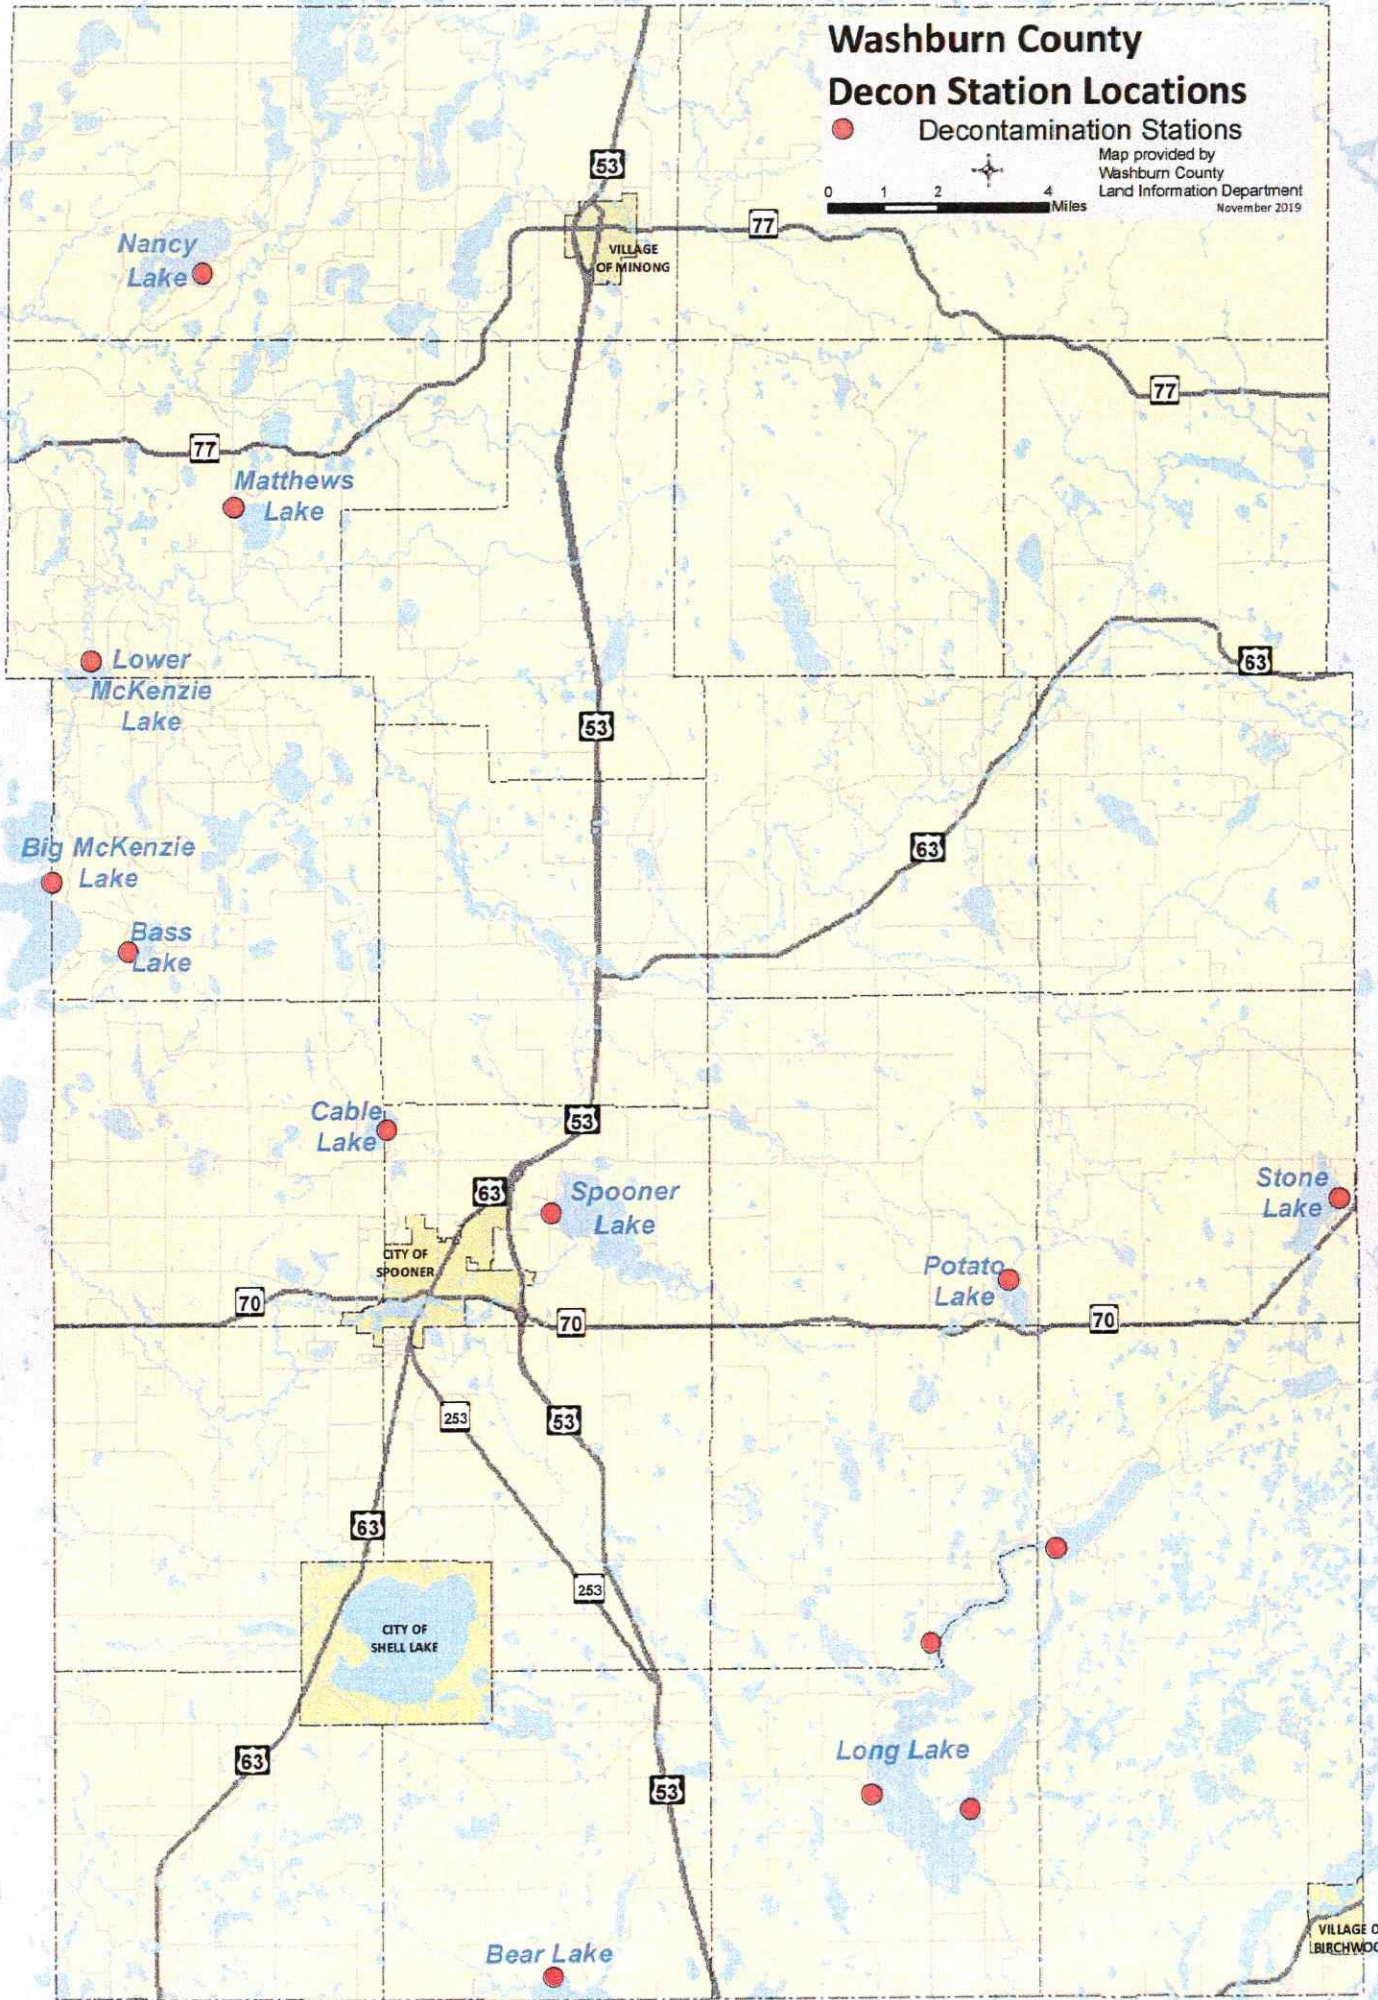 Washburn County
Decon Station Locations
Decontamination Stations
Map provided by
Washburn County
Land Information Department
November 2019
0 1 2 4
Miles
53
77
VILLAGE
OF MINONG
Nancy
Lake
77
77
Matthews
Lake
63
Lower
McKenzie
Lake
53
63
Big McKenzie
Lake
Bass
Lake
Cable
Lake
53
63
Spooner
Lake
Stone
Lake
CITY OF
SPOONER
Potato
Lake
70
70
70
253
53
63
253
CITY OF
SHELL LAKE
Long Lake
63
53
VILLAGE O
BIRCHWOO
Bear Lake